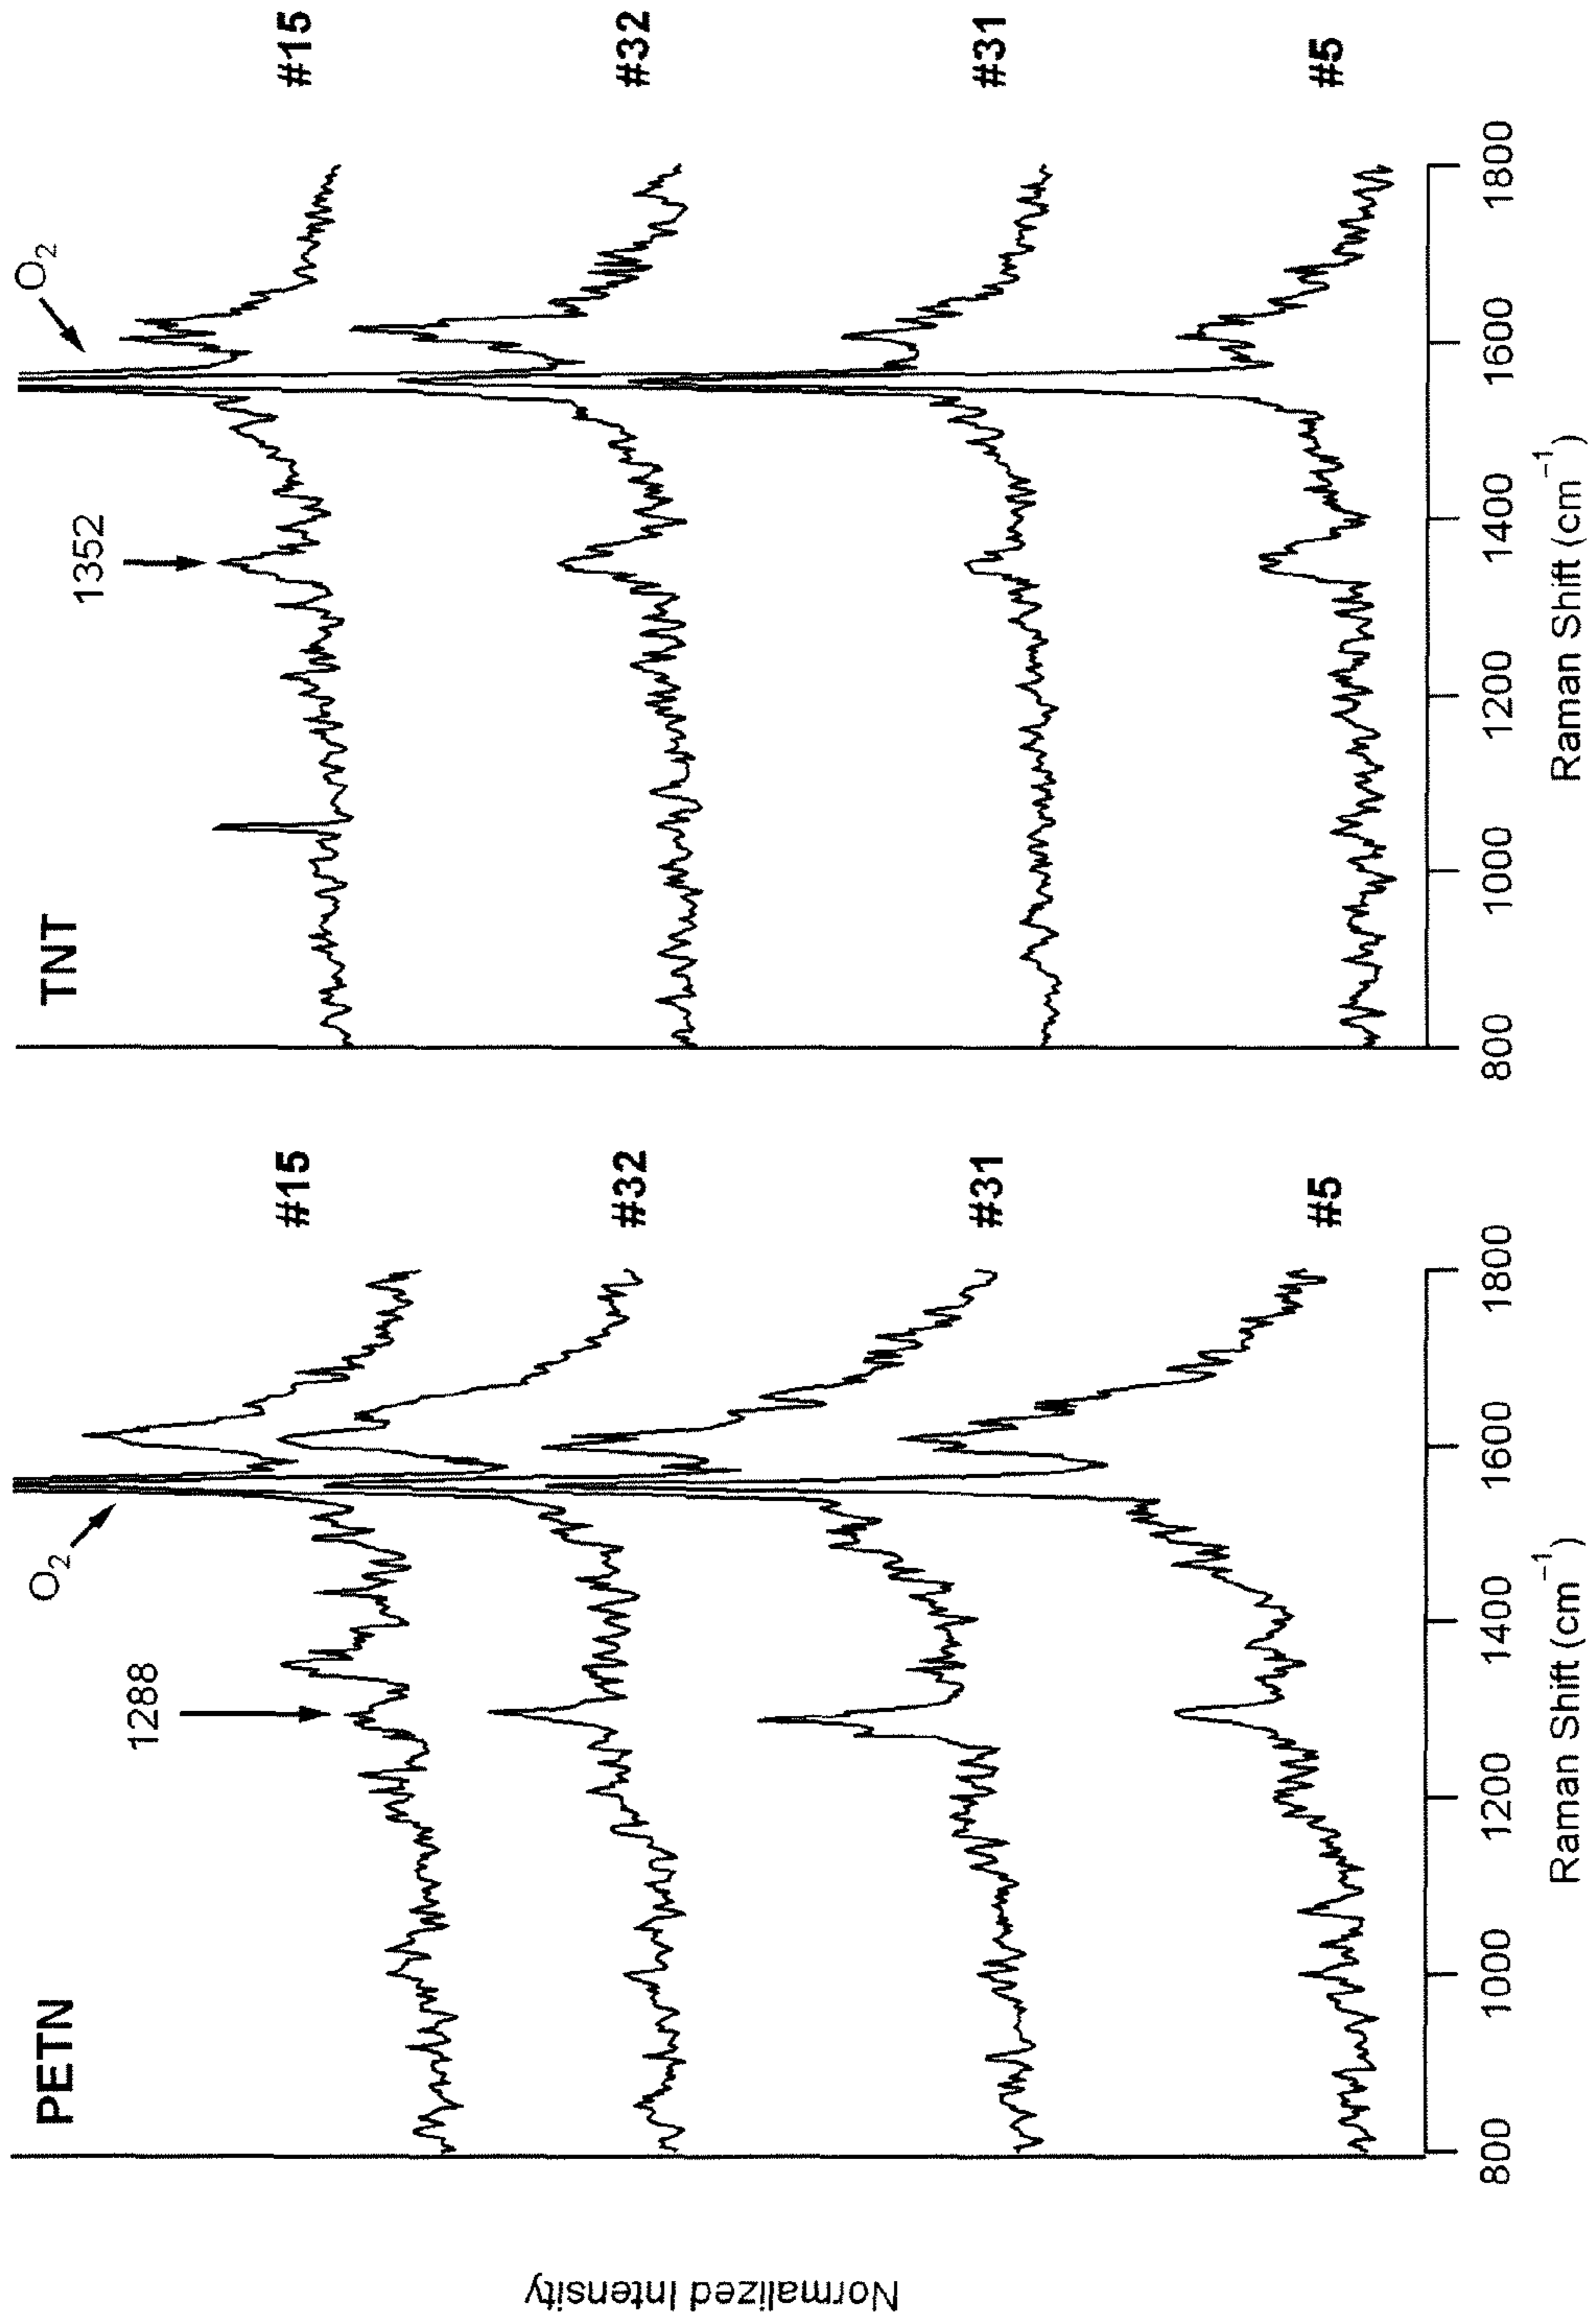 Normalized Intensity
PETN
O2
1288
#15
#32
#31
#5
800 1000 1200 1400 1600 1800
Raman Shift (cm−1)
TNT
1352
O2
#15
#32
#31
#5
800 1000 1200 1400 1600 1800
Raman Shift (cm−1)